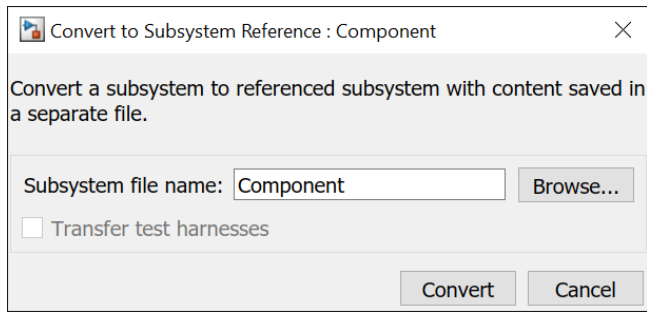 Convert to Subsystem Reference : Component
Convert a subsystem to referenced subsystem with content saved in
a separate file.
Subsystem file name: Component Browse...
Transfer test harnesses
Convert Cancel